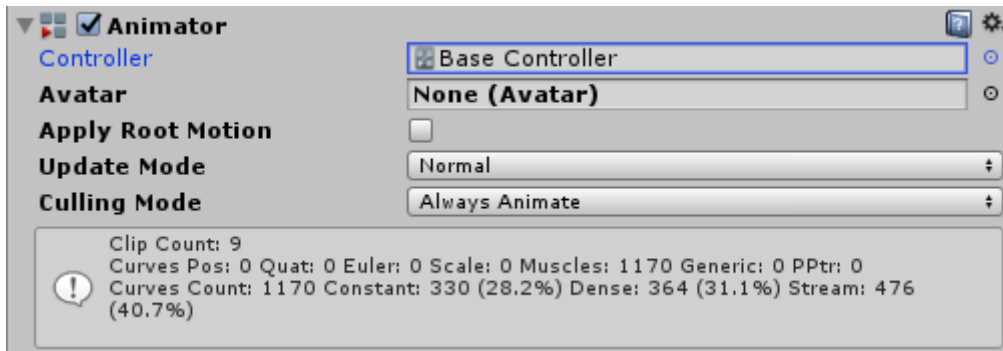 Animator
Controller Base Controller
Avatar None (Avatar)
Apply Root Motion
Update Mode Normal
Culling Mode Always Animate
Clip Count: 9
Curves Pos: 0 Quat: 0 Euler: 0 Scale: 0 Muscles: 1170 Generic: 0 PPtr: 0
Curves Count: 1170 Constant: 330 (28.2%) Dense: 364 (31.1%) Stream: 476
(40.7%)